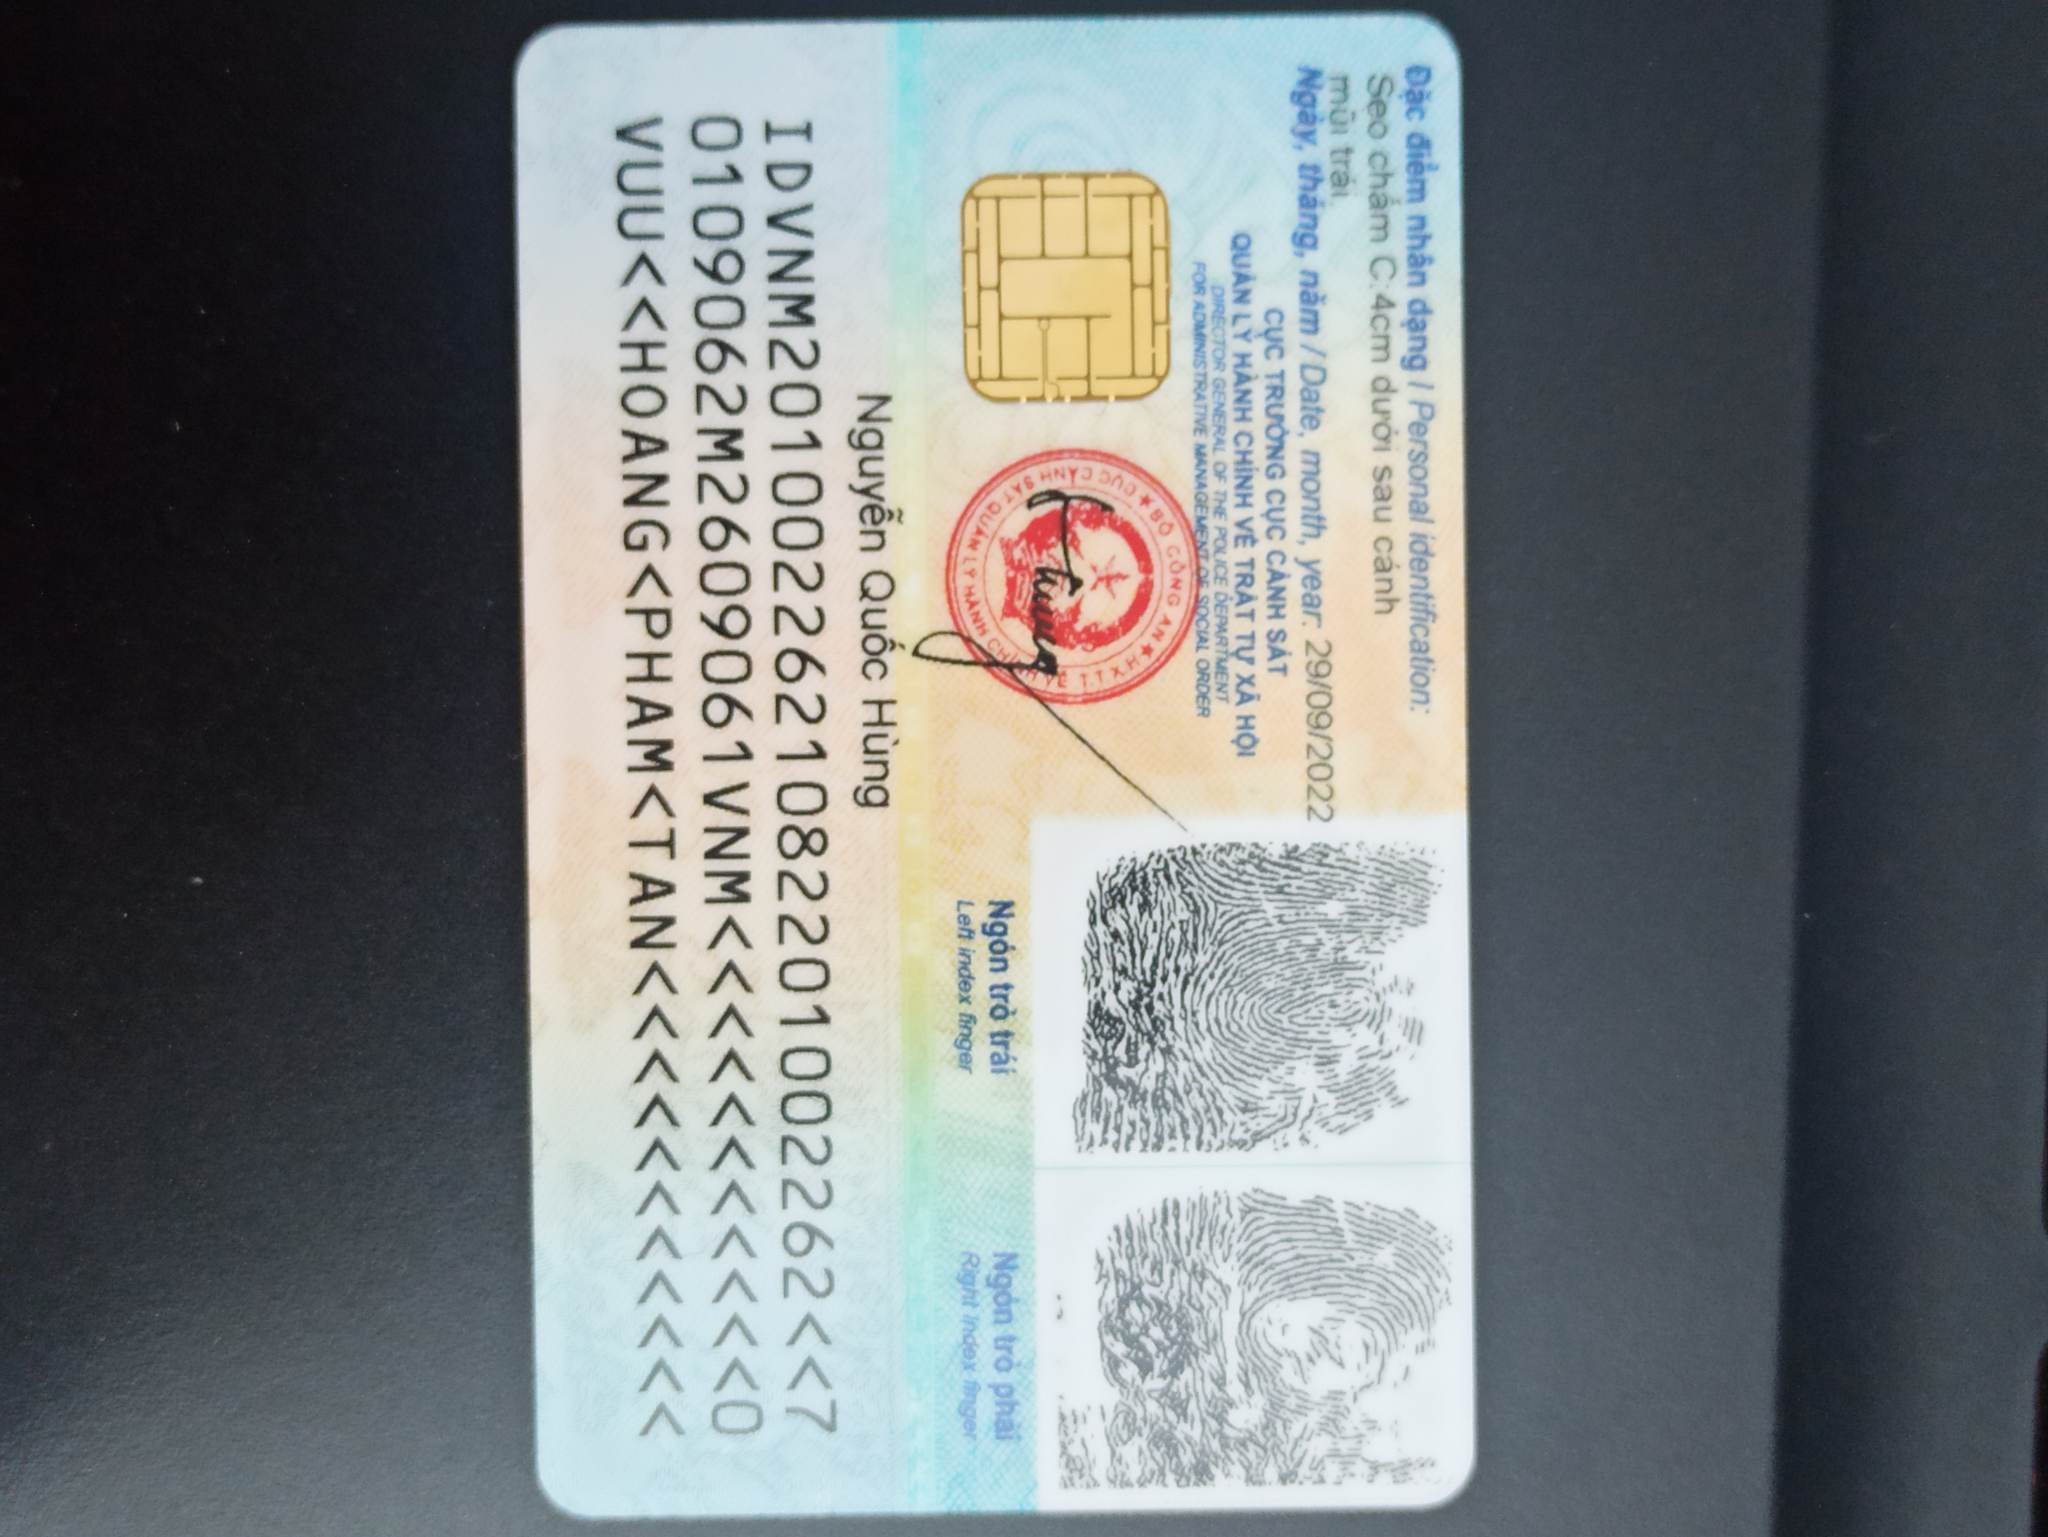 Đặc điểm nhân dạng / Personal identification:
Sẹo chấm C:4cm dưới sau cánh
mũi trái.
Ngày, tháng, năm / Date, month, year: 29/09/2022
CỤC TRƯỞNG CỤC CẢNH SÁT
QUẢN LÝ HÀNH CHÍNH VỀ TRẬT TỰ XÃ HỘI
DIRECTOR GENERAL OF THE POLICE DEPARTMENT
FOR ADMINISTRATIVE MANAGEMENT OF SOCIAL ORDER
★ BỘ CÔNG AN ★
CỤC CẢNH SÁT QUẢN LÝ HÀNH CHÍNH VỀ TTXH
Hùng
Ngón trỏ trái
Left index finger
Ngón trỏ phải
Right index finger
Nguyễn Quốc Hùng
IDVNM2010022621082201002262<<7
0109062M2609061VNM<<<<<<<<<<<0
VUU<<HOANG<PHAM<TAN<<<<<<<<<<<